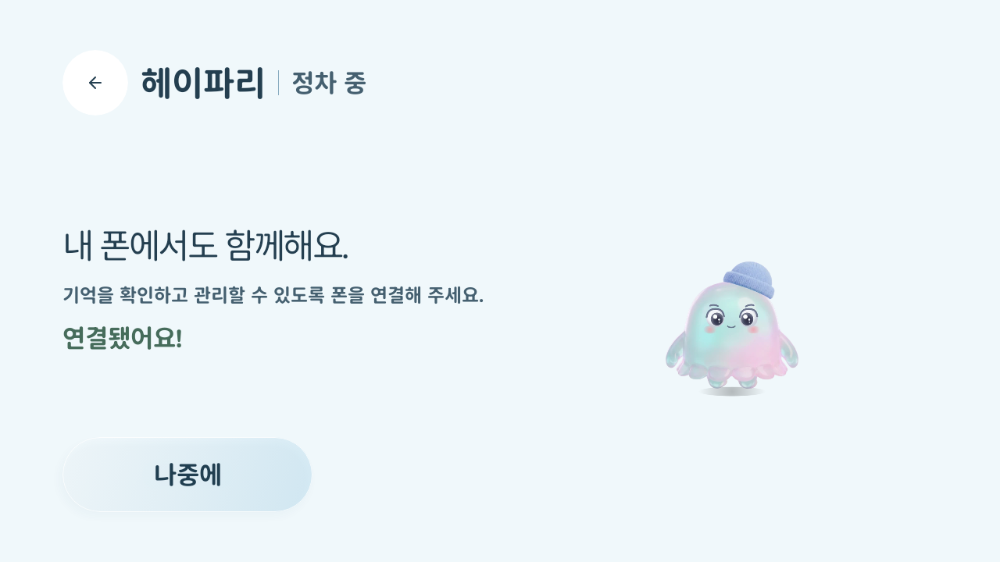 헤이파리 | 정차 중
내 폰에서도 함께해요.
기억을 확인하고 관리할 수 있도록 폰을 연결해 주세요.
연결됐어요!
나중에